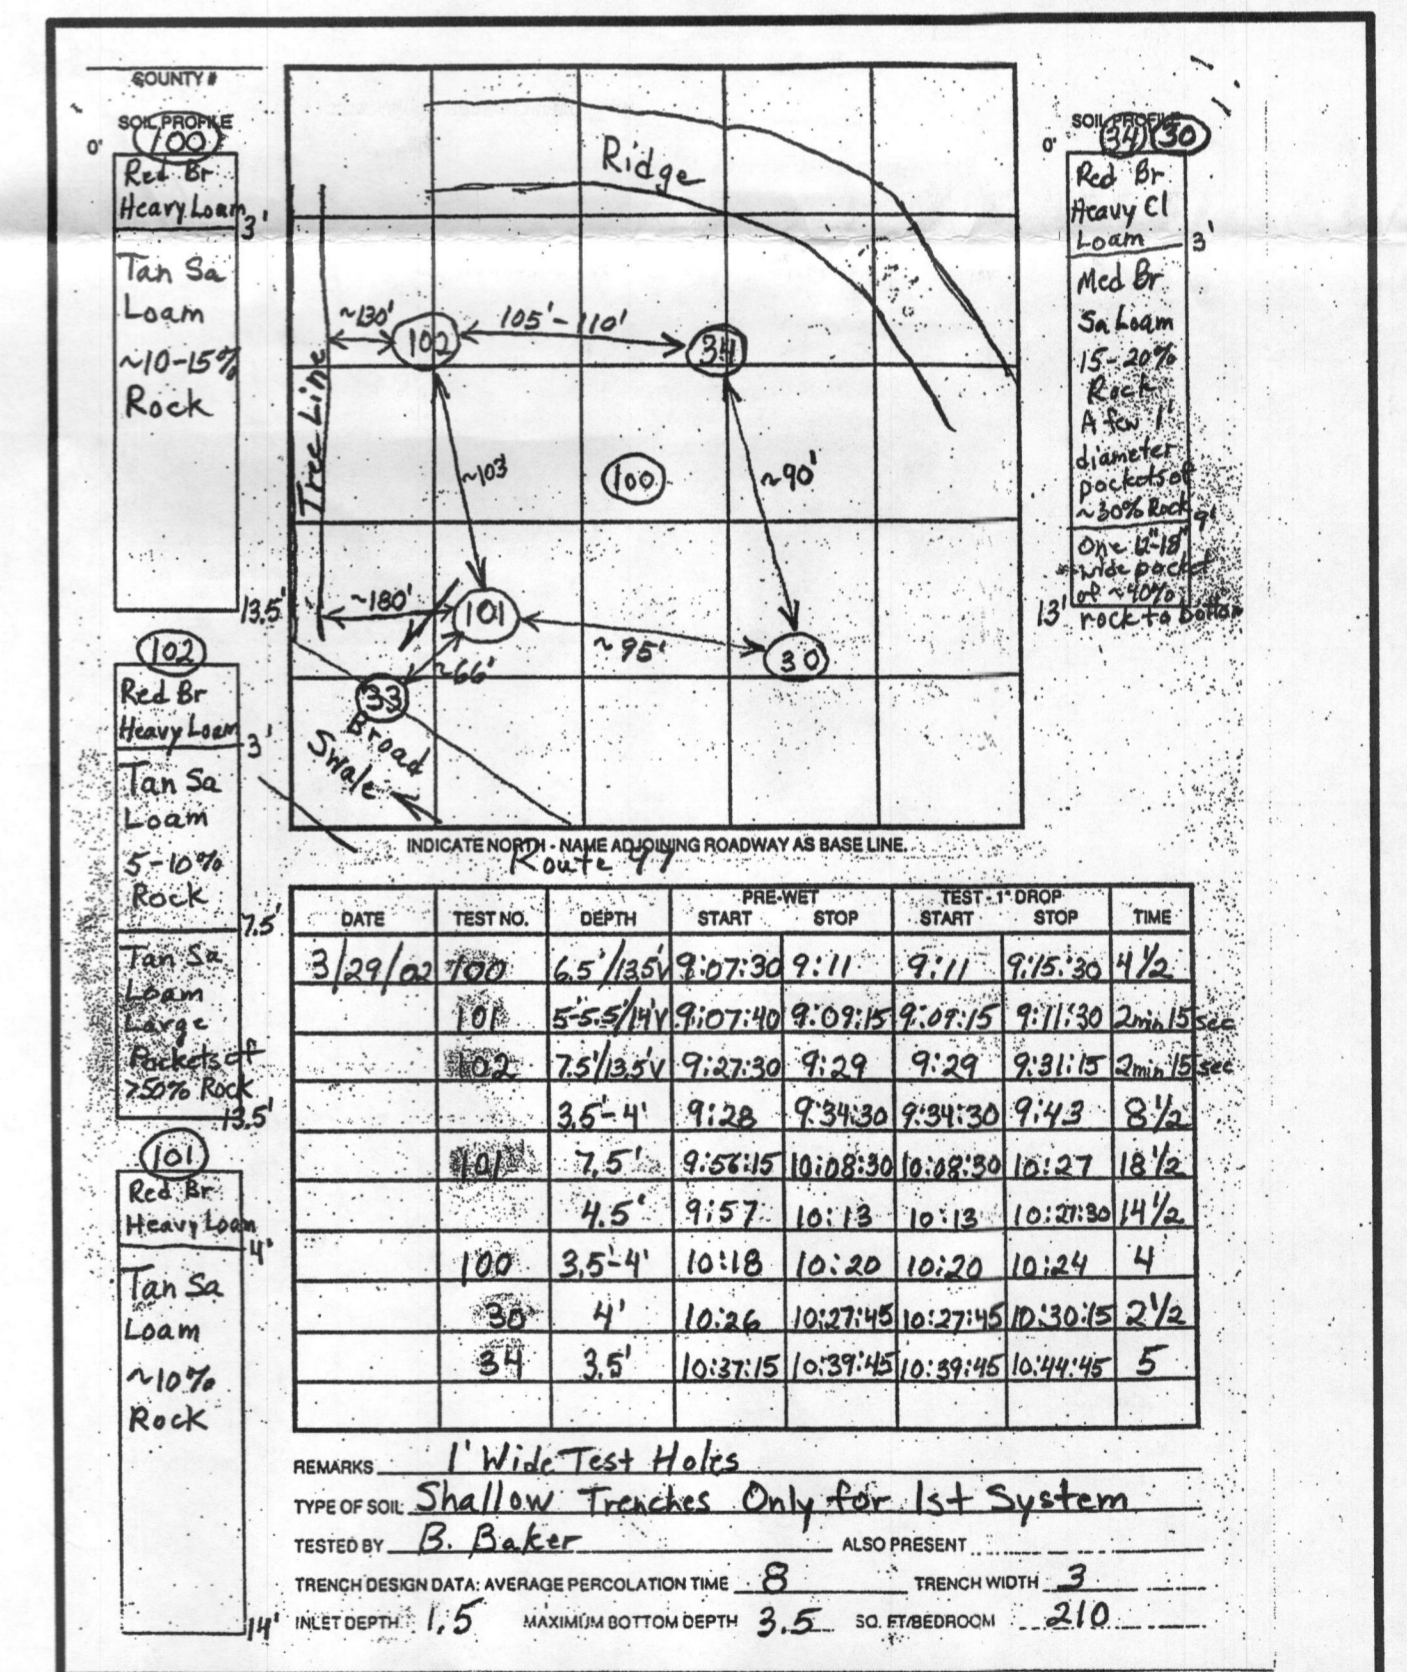 COUNTY #
SOIL PROFILE
100
0'
Red Br
Heavy Loam
3'
Tan Sa
Loam
~10-15%
Rock
13.5'
102
Red Br
Heavy Loam
3'
Tan Sa
Loam
5-10%
Rock
7.5'
Tan Sa
Loam
Large
Pockets of
>50% Rock
13.5'
101
Red Br
Heavy Loam
4'
Tan Sa
Loam
~10%
Rock
14'
Ridge
~130'
102
105'-110'
34
Tree Line
~103'
100
~90'
~180'
101
~95'
30
~66'
33
Broad
Swale
SOIL PROFILE
34 30
0'
Red Br
Heavy Cl
Loam 3'
Med Br
Sa Loam
15-20%
Rock
A few 1'
diameter
pockets of
~30% Rock 9'
One 12"-18"
wide pocket
of ~40%
13' rock to bottom
INDICATE NORTH - NAME ADJOINING ROADWAY AS BASE LINE.
Route 97
PRE-WET TEST - 1" DROP
DATE TEST NO. DEPTH START STOP START STOP TIME
3/29/02 100 6.5'/13.5'V 9:07:30 9:11 9:11 9:15:30 4 1/2
101 5-5.5'/14'V 9:07:40 9:09:15 9:09:15 9:11:30 2min 15 sec
102 7.5'/13.5'V 9:27:30 9:29 9:29 9:31:15 2min 15 sec
3.5'-4' 9:28 9:34:30 9:34:30 9:43 8 1/2
101 7.5' 9:56:15 10:08:30 10:08:30 10:27 18 1/2
4.5' 9:57 10:13 10:13 10:27:30 14 1/2
100 3.5'-4' 10:18 10:20 10:20 10:24 4
30 4' 10:26 10:27:45 10:27:45 10:30:15 2 1/2
34 3.5' 10:37:15 10:39:45 10:39:45 10:44:45 5
REMARKS 1' Wide Test Holes
TYPE OF SOIL Shallow Trenches Only for 1st System
TESTED BY B. Baker ALSO PRESENT
TRENCH DESIGN DATA: AVERAGE PERCOLATION TIME 8 TRENCH WIDTH 3
INLET DEPTH 1.5 MAXIMUM BOTTOM DEPTH 3.5 SQ. FT/BEDROOM 210